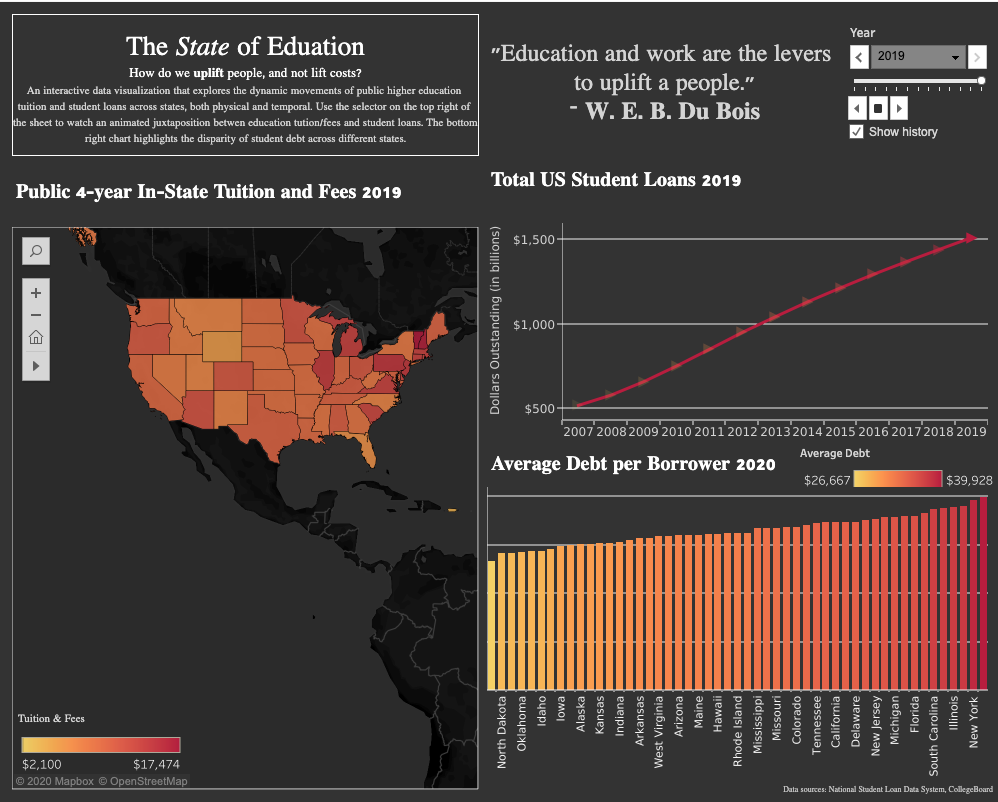 The State of Eduation
How do we uplift people, and not lift costs?
An interactive data visualization that explores the dynamic movements of public higher education
tuition and student loans across states, both physical and temporal. Use the selector on the top right of
the sheet to watch an animated juxtaposition betwen education tution/fees and student loans. The bottom
right chart highlights the disparity of student debt across different states.
"Education and work are the levers
to uplift a people."
- W. E. B. Du Bois
Year
2019
Show history
Public 4-year In-State Tuition and Fees 2019
Tuition & Fees
$2,100 $17,474
© 2020 Mapbox © OpenStreetMap
Total US Student Loans 2019
Dollars Outstanding (in billions)
$1,500
$1,000
$500
2007 2008 2009 2010 2011 2012 2013 2014 2015 2016 2017 2018 2019
Average Debt per Borrower 2020
Average Debt
$26,667 $39,928
North Dakota
Oklahoma
Idaho
Iowa
Alaska
Kansas
Indiana
Arkansas
West Virginia
Arizona
Maine
Hawaii
Rhode Island
Mississippi
Missouri
Colorado
Tennessee
California
Delaware
New Jersey
Michigan
Florida
South Carolina
Illinois
New York
Data sources: National Student Loan Data System, CollegeBoard